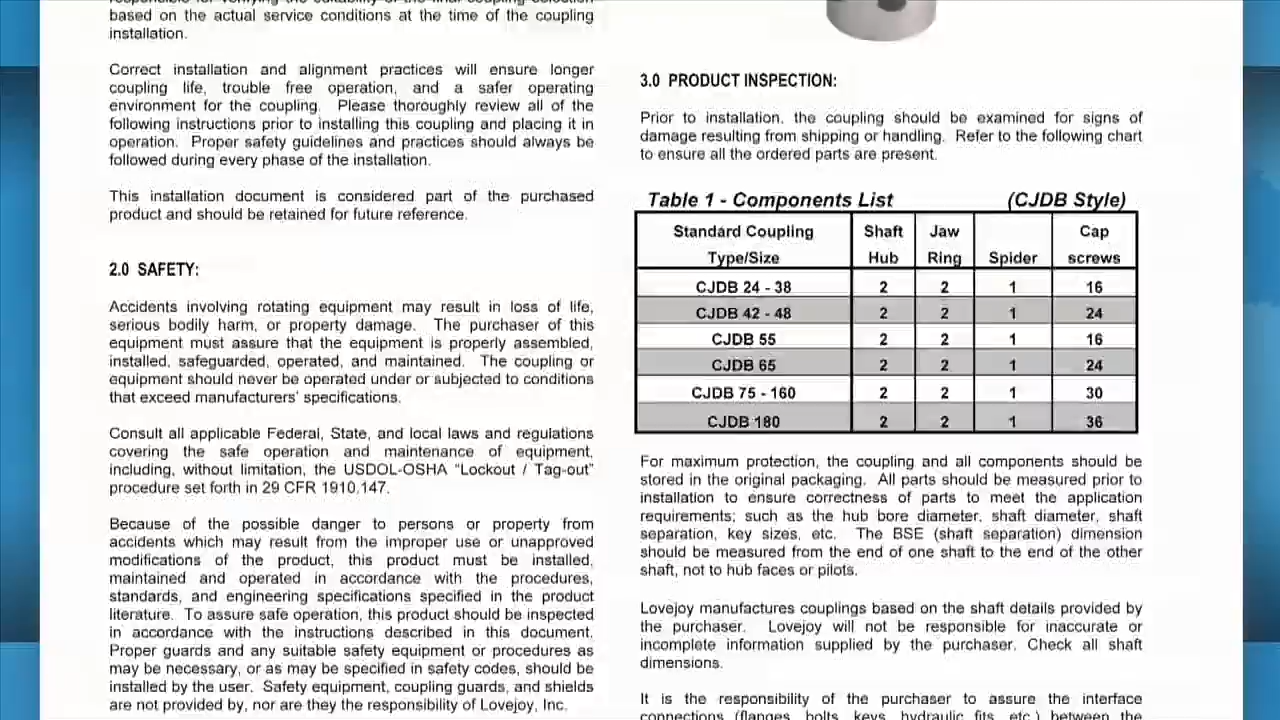 based on the actual service conditions at the time of the coupling
installation.
Correct installation and alignment practices will ensure longer
coupling life, trouble free operation, and a safer operating
environment for the coupling. Please thoroughly review all of the
following instructions prior to installing this coupling and placing it in
operation. Proper safety guidelines and practices should always be
followed during every phase of the installation.
This installation document is considered part of the purchased
product and should be retained for future reference.
2.0 SAFETY:
Accidents involving rotating equipment may result in loss of life,
serious bodily harm, or property damage. The purchaser of this
equipment must assure that the equipment is properly assembled,
installed, safeguarded, operated, and maintained. The coupling or
equipment should never be operated under or subjected to conditions
that exceed manufacturers' specifications.
Consult all applicable Federal, State, and local laws and regulations
covering the safe operation and maintenance of equipment,
including, without limitation, the USDOL-OSHA “Lockout / Tag-out”
procedure set forth in 29 CFR 1910.147.
Because of the possible danger to persons or property from
accidents which may result from the improper use or unapproved
modifications of the product, this product must be installed,
maintained and operated in accordance with the procedures,
standards, and engineering specifications specified in the product
literature. To assure safe operation, this product should be inspected
in accordance with the instructions described in this document.
Proper guards and any suitable safety equipment or procedures as
may be necessary, or as may be specified in safety codes, should be
installed by the user. Safety equipment, coupling guards, and shields
are not provided by, nor are they the responsibility of Lovejoy, Inc.
3.0 PRODUCT INSPECTION:
Prior to installation, the coupling should be examined for signs of
damage resulting from shipping or handling. Refer to the following chart
to ensure all the ordered parts are present.
Table 1 - Components List (CJDB Style)
Standard Coupling Shaft Jaw Cap
Type/Size Hub Ring Spider screws
CJDB 24 - 38 2 2 1 16
CJDB 42 - 48 2 2 1 24
CJDB 55 2 2 1 16
CJDB 65 2 2 1 24
CJDB 75 - 160 2 2 1 30
CJDB 180 2 2 1 36
For maximum protection, the coupling and all components should be
stored in the original packaging. All parts should be measured prior to
installation to ensure correctness of parts to meet the application
requirements; such as the hub bore diameter, shaft diameter, shaft
separation, key sizes, etc. The BSE (shaft separation) dimension
should be measured from the end of one shaft to the end of the other
shaft, not to hub faces or pilots.
Lovejoy manufactures couplings based on the shaft details provided by
the purchaser. Lovejoy will not be responsible for inaccurate or
incomplete information supplied by the purchaser. Check all shaft
dimensions.
It is the responsibility of the purchaser to assure the interface
connections (flanges, bolts, keys, hydraulic fits, etc.) between the